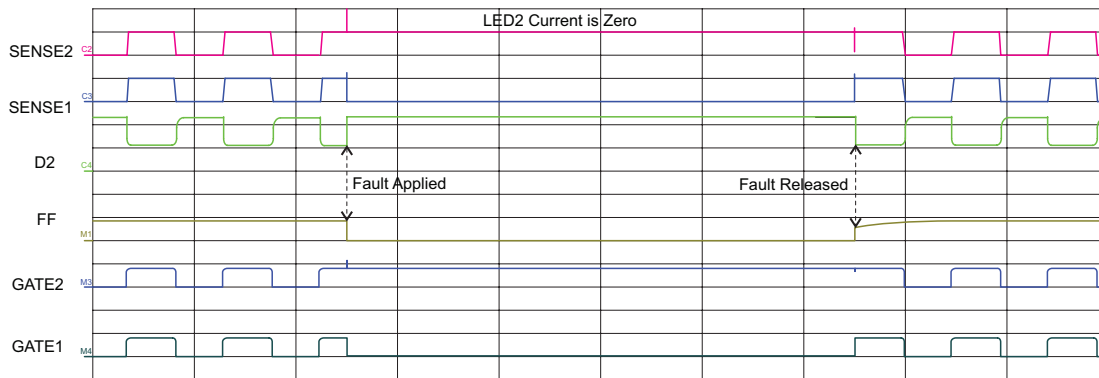 LED2 Current is Zero
SENSE2
C2
SENSE1
C3
D2
C4
Fault Applied
Fault Released
FF
M1
GATE2
M3
GATE1
M4